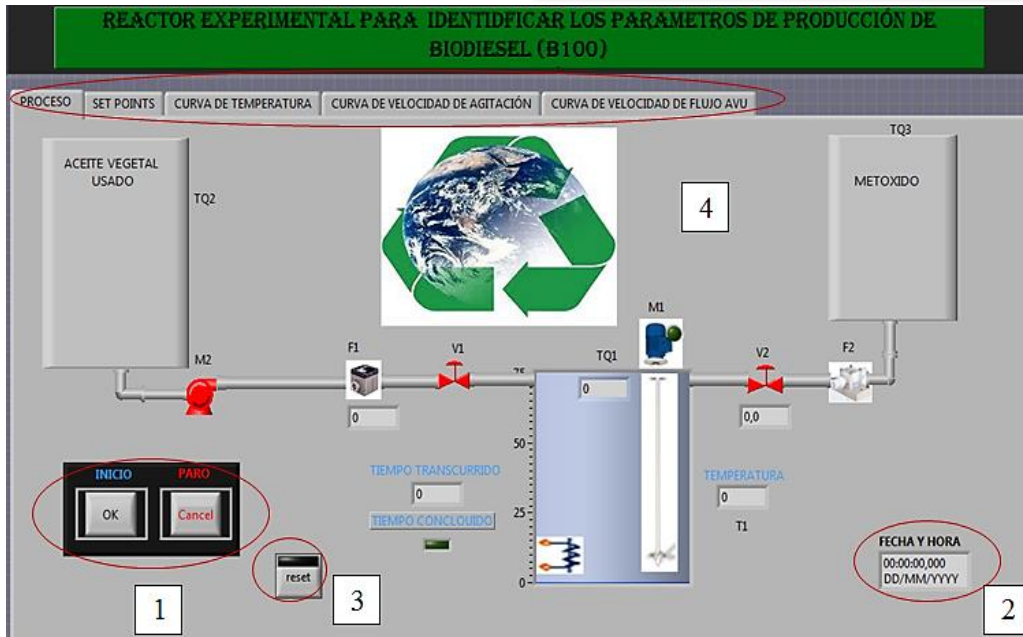 REACTOR EXPERIMENTAL PARA IDENTIDFICAR LOS PARAMETROS DE PRODUCCIÓN DE
BIODIESEL (B100)
PROCESO
SET POINTS
CURVA DE TEMPERATURA
CURVA DE VELOCIDAD DE AGITACIÓN
CURVA DE VELOCIDAD DE FLUJO AVU
ACEITE VEGETAL
USADO
TQ2
4
TQ3
METOXIDO
M2
F1
V1
TQ1
M1
V2
F2
0
75
0
0,0
50
25
0
INICIO
PARO
OK
Cancel
TIEMPO TRANSCURRIDO
0
TIEMPO CONCLOUIDO
TEMPERATURA
0
T1
reset
FECHA Y HORA
00:00:00,000
DD/MM/YYYY
1
3
2